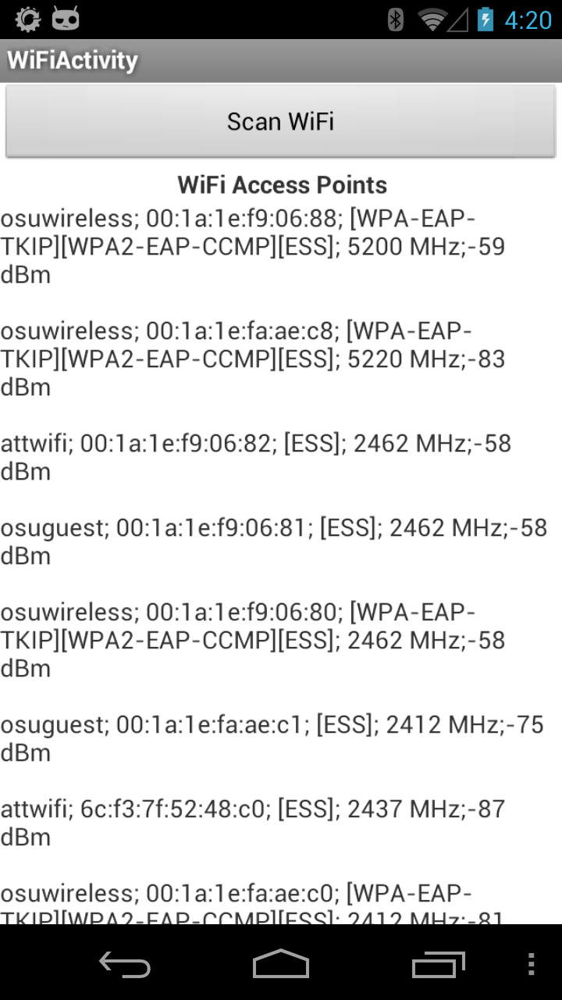 4:20
WiFiActivity
Scan WiFi
WiFi Access Points
osuwireless; 00:1a:1e:f9:06:88; [WPA-EAP-
TKIP][WPA2-EAP-CCMP][ESS]; 5200 MHz;-59
dBm
osuwireless; 00:1a:1e:fa:ae:c8; [WPA-EAP-
TKIP][WPA2-EAP-CCMP][ESS]; 5220 MHz;-83
dBm
attwifi; 00:1a:1e:f9:06:82; [ESS]; 2462 MHz;-58
dBm
osuguest; 00:1a:1e:f9:06:81; [ESS]; 2462 MHz;-58
dBm
osuwireless; 00:1a:1e:f9:06:80; [WPA-EAP-
TKIP][WPA2-EAP-CCMP][ESS]; 2462 MHz;-58
dBm
osuguest; 00:1a:1e:fa:ae:c1; [ESS]; 2412 MHz;-75
dBm
attwifi; 6c:f3:7f:52:48:c0; [ESS]; 2437 MHz;-87
dBm
osuwireless; 00:1a:1e:fa:ae:c0; [WPA-EAP-
TKIP][WPA2-EAP-CCMP][ESS]; 2412 MHz;-81